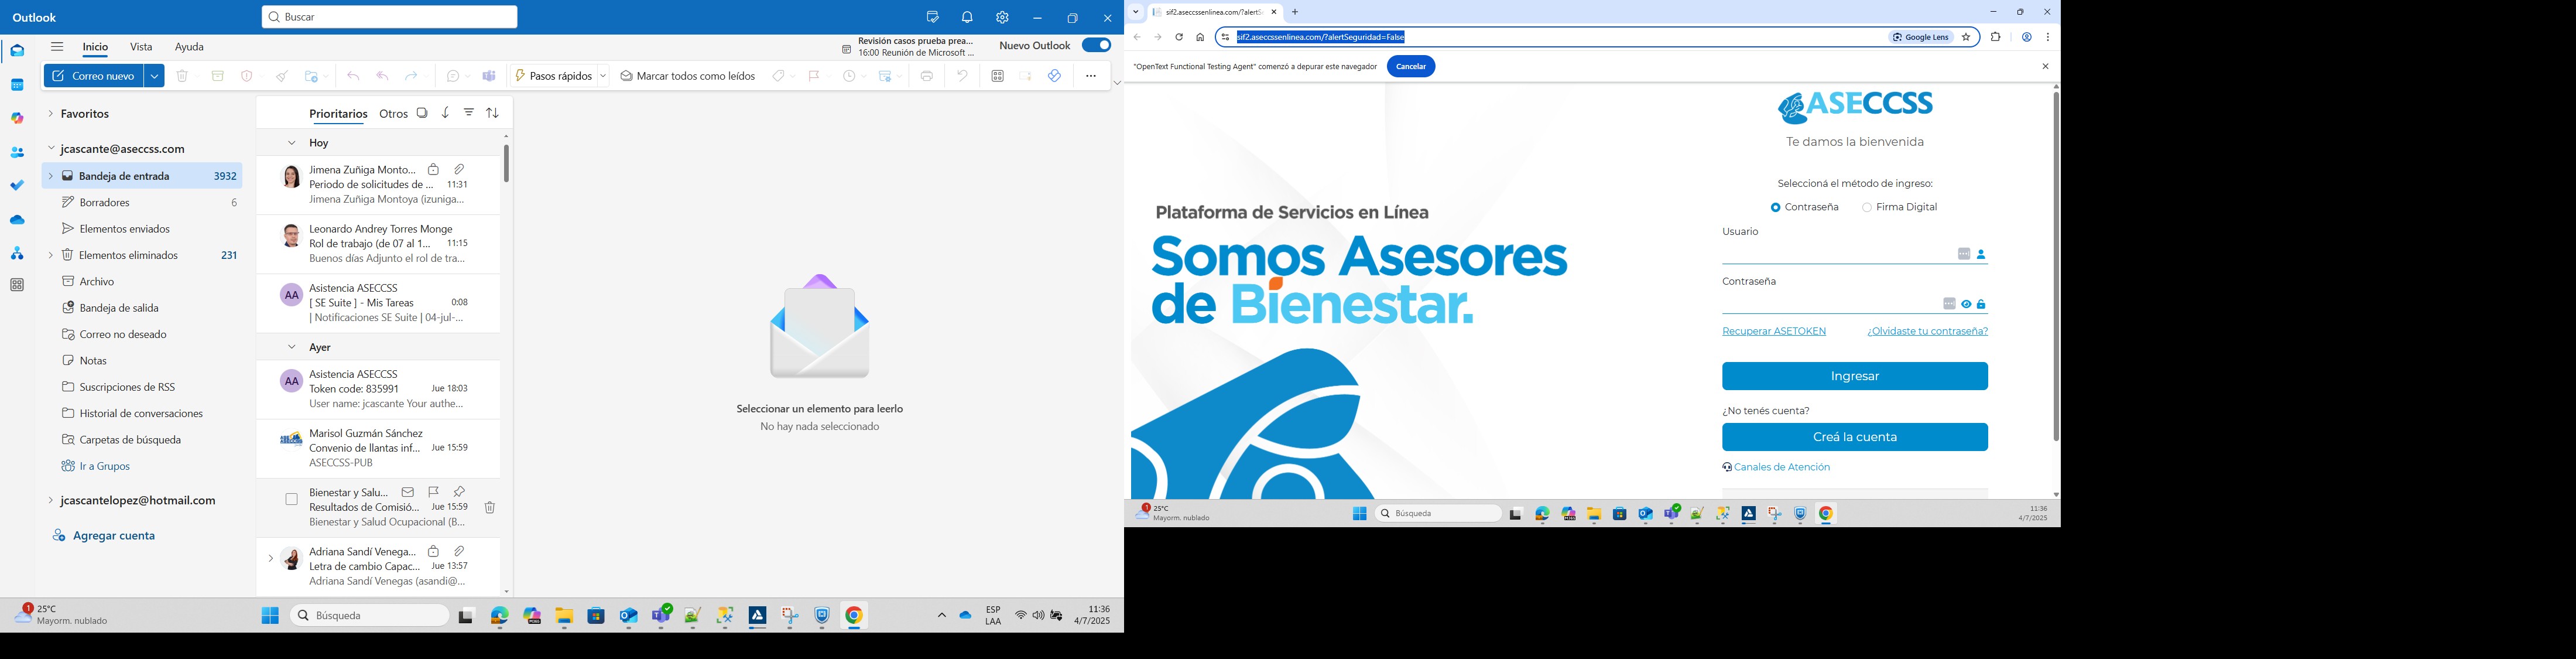 Outlook
Buscar
Inicio
Vista
Ayuda
Revisión casos prueba prea...
16:00 Reunión de Microsoft ...
Nuevo Outlook
Correo nuevo
Pasos rápidos
Marcar todos como leídos
Favoritos
jcascante@aseccss.com
Bandeja de entrada 3932
Borradores 6
Elementos enviados
Elementos eliminados 231
Archivo
Bandeja de salida
Correo no deseado
Notas
Suscripciones de RSS
Historial de conversaciones
Carpetas de búsqueda
Ir a Grupos
jcascantelopez@hotmail.com
Agregar cuenta
Prioritarios Otros
Hoy
Jimena Zuñiga Monto...
Periodo de solicitudes de ... 11:31
Jimena Zuñiga Montoya (izuniga...
Leonardo Andrey Torres Monge
Rol de trabajo (de 07 al 1... 11:15
Buenos días Adjunto el rol de tra...
AA
Asistencia ASECCSS
[ SE Suite ] - Mis Tareas 0:08
| Notificaciones SE Suite | 04-jul-...
Ayer
AA
Asistencia ASECCSS
Token code: 835991 Jue 18:03
User name: jcascante Your authe...
Marisol Guzmán Sánchez
Convenio de llantas inf... Jue 15:59
ASECCSS-PUB
Bienestar y Salu...
Resultados de Comisió... Jue 15:59
Bienestar y Salud Ocupacional (B...
Adriana Sandí Venega...
Letra de cambio Capac... Jue 13:57
Adriana Sandí Venegas (asandi@...
Seleccionar un elemento para leerlo
No hay nada seleccionado
1
25°C
Mayorm. nublado
Búsqueda
ESP
LAA
11:36
4/7/2025
sif2.aseccssenlinea.com/?alertS
sif2.aseccssenlinea.com/?alertSeguridad=False
Google Lens
"OpenText Functional Testing Agent" comenzó a depurar este navegador
Cancelar
Plataforma de Servicios en Línea
Somos Asesores
de Bienestar.
ASECCSS
Te damos la bienvenida
Seleccioná el método de ingreso:
Contraseña
Firma Digital
Usuario
Contraseña
Recuperar ASETOKEN
¿Olvidaste tu contraseña?
Ingresar
¿No tenés cuenta?
Creá la cuenta
Canales de Atención
1
25°C
Mayorm. nublado
Búsqueda
11:36
4/7/2025